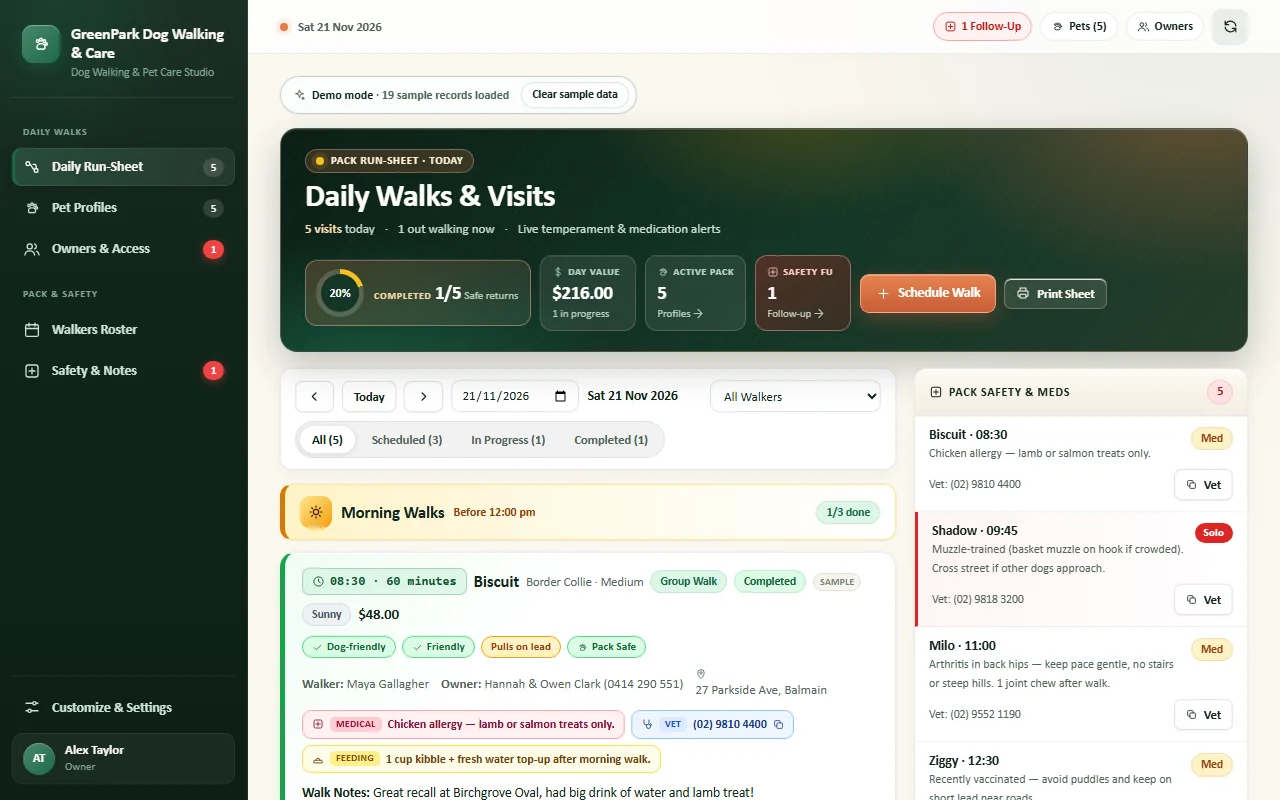 GreenPark Dog Walking
& Care
Dog Walking & Pet Care Studio
DAILY WALKS
Daily Run-Sheet 5
Pet Profiles 5
Owners & Access 1
PACK & SAFETY
Walkers Roster
Safety & Notes 1
Customize & Settings
AT
Alex Taylor
Owner
Sat 21 Nov 2026
1 Follow-Up
Pets (5)
Owners
Demo mode · 19 sample records loaded
Clear sample data
PACK RUN-SHEET · TODAY
Daily Walks & Visits
5 visits today · 1 out walking now · Live temperament & medication alerts
20%
COMPLETED 1/5 Safe returns
$ DAY VALUE
$216.00
1 in progress
ACTIVE PACK
5
Profiles →
SAFETY FU
1
Follow-up →
+ Schedule Walk
Print Sheet
Today
21/11/2026
Sat 21 Nov 2026
All Walkers
All (5)
Scheduled (3)
In Progress (1)
Completed (1)
Morning Walks Before 12:00 pm
1/3 done
08:30 · 60 minutes
Biscuit Border Collie · Medium
Group Walk
Completed
SAMPLE
Sunny
$48.00
Dog-friendly
Friendly
Pulls on lead
Pack Safe
Walker: Maya Gallagher
Owner: Hannah & Owen Clark (0414 290 551)
27 Parkside Ave, Balmain
MEDICAL Chicken allergy — lamb or salmon treats only.
VET (02) 9810 4400
FEEDING 1 cup kibble + fresh water top-up after morning walk.
Walk Notes: Great recall at Birchgrove Oval, had big drink of water and lamb treat!
PACK SAFETY & MEDS 5
Biscuit · 08:30
Med
Chicken allergy — lamb or salmon treats only.
Vet: (02) 9810 4400
Vet
Shadow · 09:45
Solo
Muzzle-trained (basket muzzle on hook if crowded).
Cross street if other dogs approach.
Vet: (02) 9818 3200
Vet
Milo · 11:00
Med
Arthritis in back hips — keep pace gentle, no stairs
or steep hills. 1 joint chew after walk.
Vet: (02) 9552 1190
Vet
Ziggy · 12:30
Med
Recently vaccinated — avoid puddles and keep on
short lead near roads.